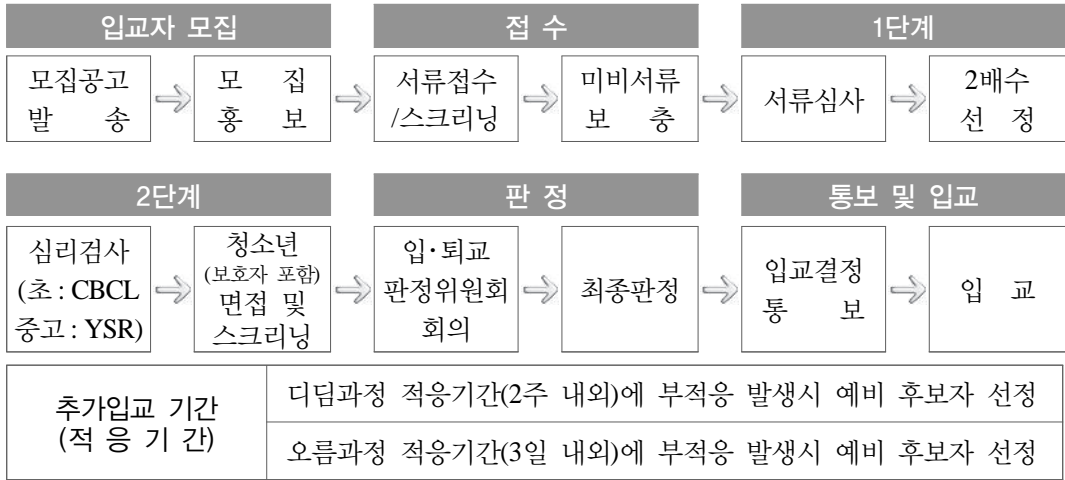 입교자 모집
접 수
1단계
모집공고
발 송
모 집
홍 보
서류접수
/스크리닝
미비서류
보 충
서류심사
2배수
선 정
2단계
판 정
통보 및 입교
심리검사
(초 : CBCL
중고 : YSR)
청소년
(보호자 포함)
면접 및
스크리닝
입·퇴교
판정위원회
회의
최종판정
입교결정
통 보
입 교
추가입교 기간
(적 응 기 간)
디딤과정 적응기간(2주 내외)에 부적응 발생시 예비 후보자 선정
오름과정 적응기간(3일 내외)에 부적응 발생시 예비 후보자 선정